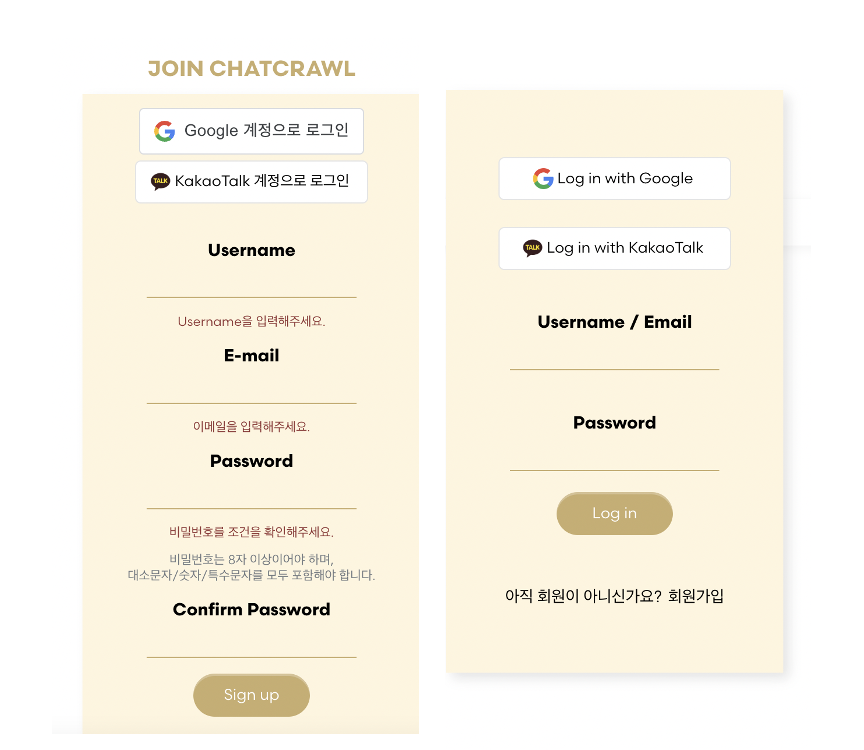 JOIN CHATCRAWL
Google 계정으로 로그인
TALK KakaoTalk 계정으로 로그인
Username
Username을 입력해주세요.
E-mail
이메일을 입력해주세요.
Password
비밀번호를 조건을 확인해주세요.
비밀번호는 8자 이상이어야 하며,
대소문자/숫자/특수문자를 모두 포함해야 합니다.
Confirm Password
Sign up
Log in with Google
TALK Log in with KakaoTalk
Username / Email
Password
Log in
아직 회원이 아니신가요? 회원가입